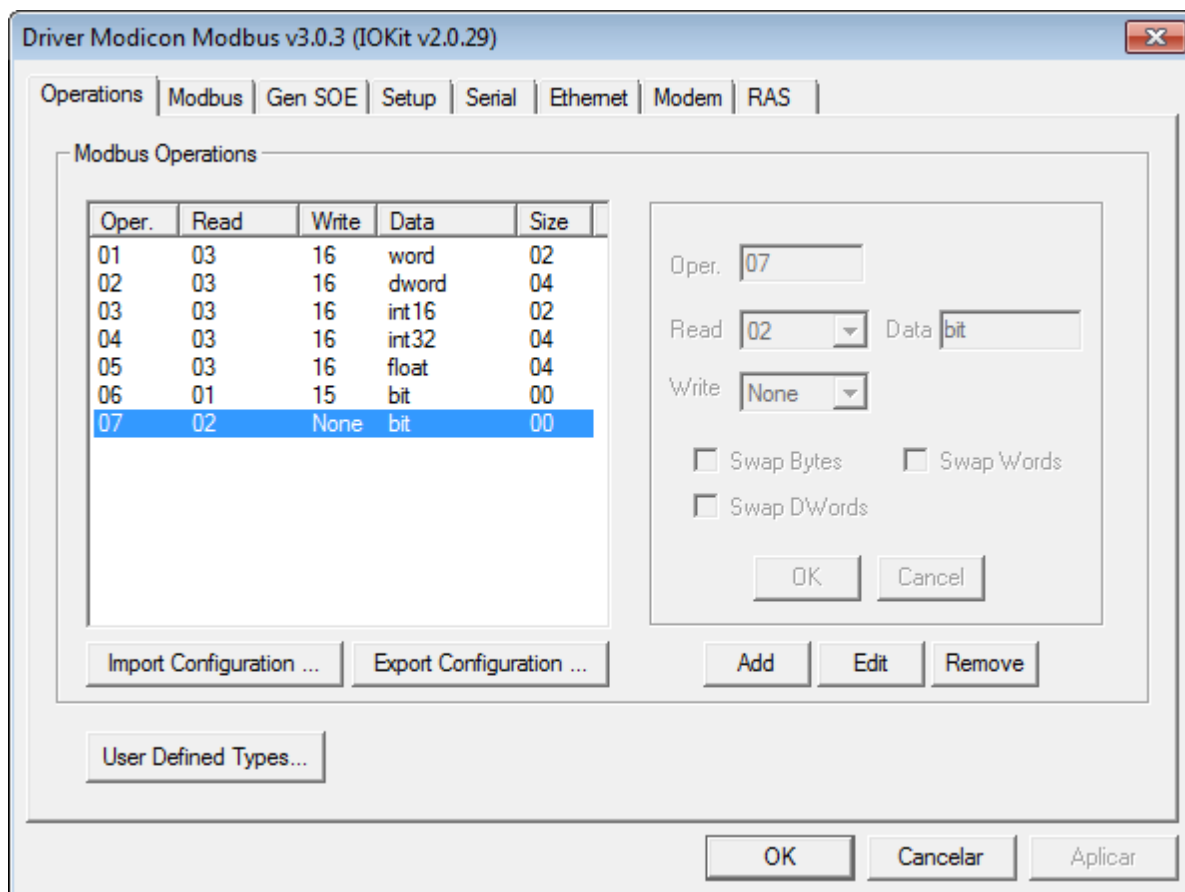 Driver Modicon Modbus v3.0.3 (IOKit v2.0.29)
Operations Modbus Gen SOE Setup Serial Ethernet Modem RAS
Modbus Operations
Oper. Read Write Data Size
01 03 16 word 02
02 03 16 dword 04
03 03 16 int16 02
04 03 16 int32 04
05 03 16 float 04
06 01 15 bit 00
07 02 None bit 00
Oper. 07
Read 02 Data bit
Write None
Swap Bytes Swap Words
Swap DWords
OK Cancel
Import Configuration ... Export Configuration ... Add Edit Remove
User Defined Types...
OK Cancelar Aplicar